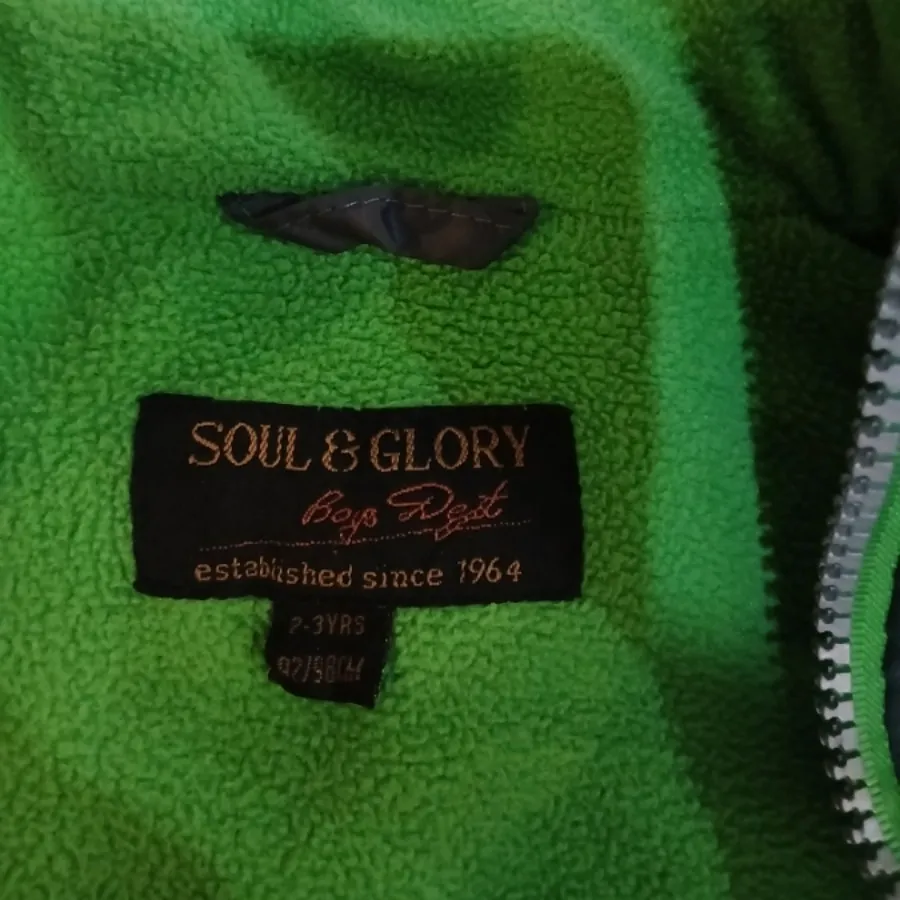 SOUL & GLORY
Boys Dept
established since 1964
2-3YRS
92/98CM